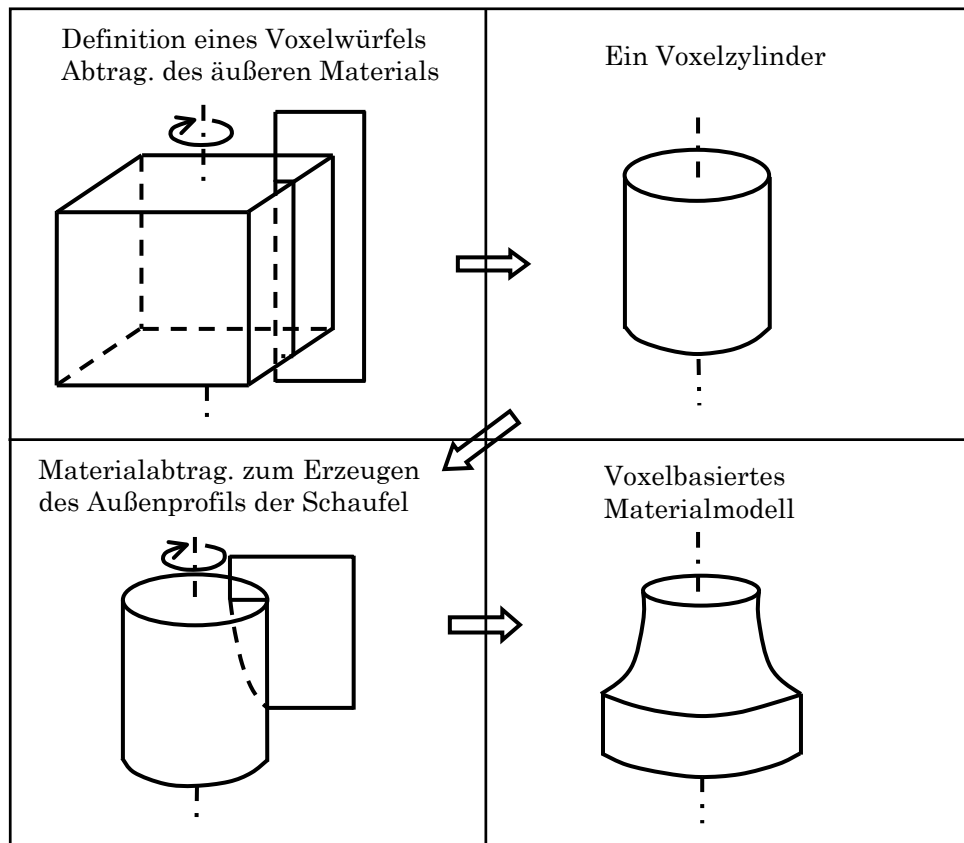 Definition eines Voxelwürfels
Abtrag. des äußeren Materials
Ein Voxelzylinder
Materialabtrag. zum Erzeugen
des Außenprofils der Schaufel
Voxelbasiertes
Materialmodell